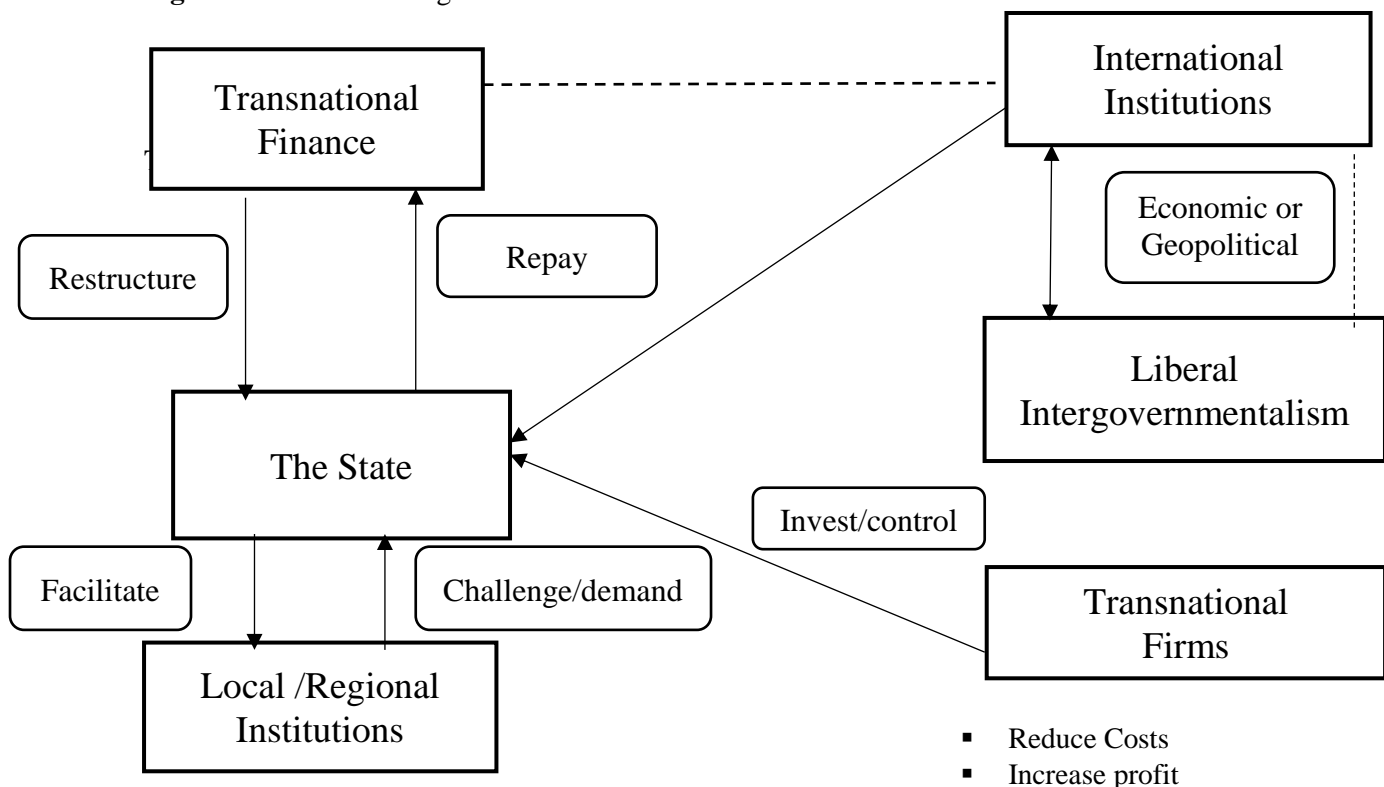 International
Institutions
Transnational
Finance
Economic or
Geopolitical
Restructure
Repay
Liberal
Intergovernmentalism
The State
Invest/control
Facilitate
Challenge/demand
Transnational
Firms
Local /Regional
Institutions
▪ Reduce Costs
▪ Increase profit